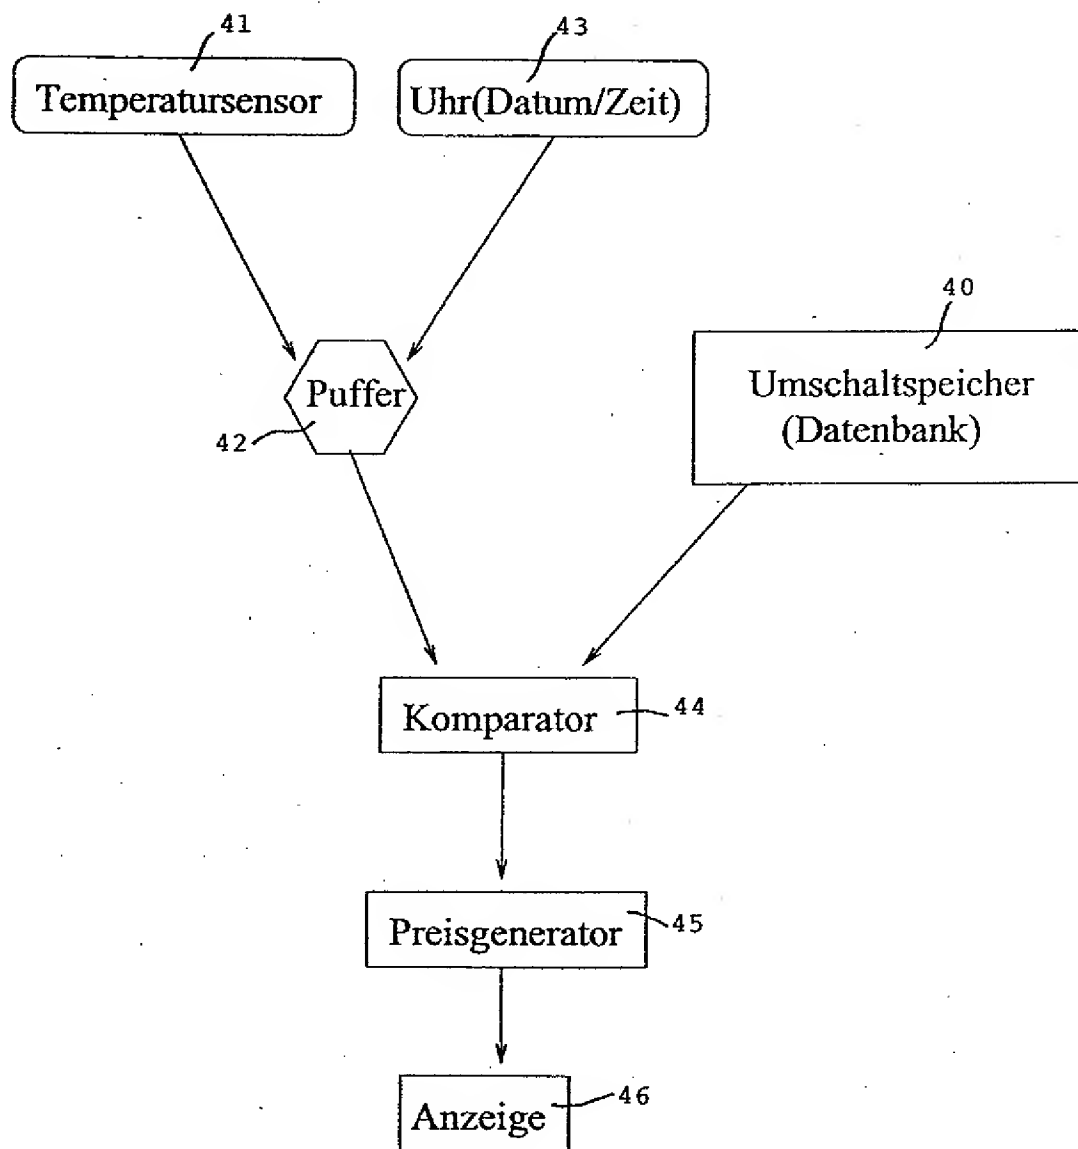 41
43
Temperatursensor
Uhr(Datum/Zeit)
40
Umschaltspeicher
(Datenbank)
Puffer
42
Komparator
44
Preisgenerator
45
Anzeige
46